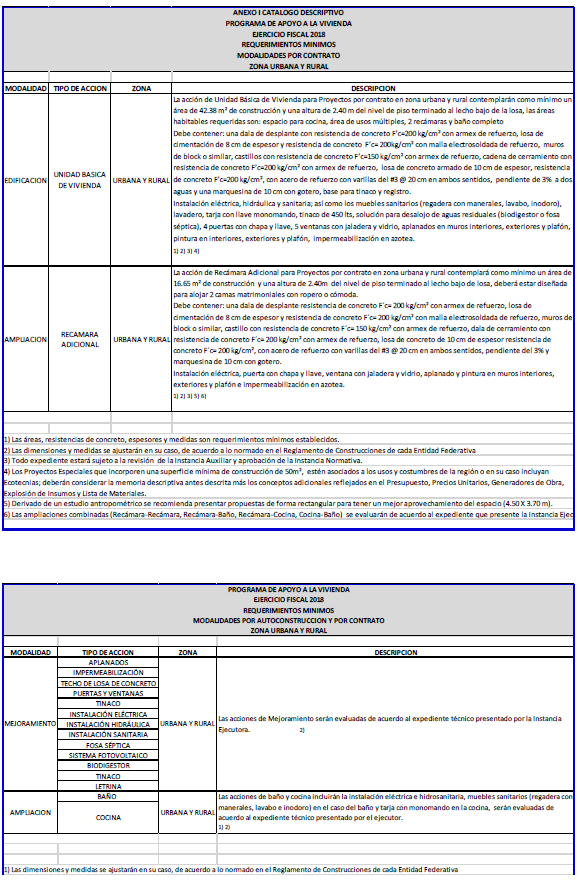 ANEXO I CATALOGO DESCRIPTIVO
PROGRAMA DE APOYO A LA VIVIENDA
EJERCICIO FISCAL 2018
REQUERIMIENTOS MINIMOS
MODALIDADES POR CONTRATO
ZONA URBANA Y RURAL
MODALIDAD TIPO DE ACCION ZONA DESCRIPCION
EDIFICACION
UNIDAD BASICA
DE VIVIENDA
URBANA Y RURAL
La acción de Unidad Básica de Vivienda para Proyectos por contrato en zona urbana y rural contemplarán como mínimo un
área de 42.38 m² de construcción y una altura de 2.40 m del nivel de piso terminado al lecho bajo de la losa, las áreas
habitables requeridas son: espacio para cocina, área de usos múltiples, 2 recámaras y baño completo
Debe contener: una dala de desplante con resistencia de concreto F'c=200 kg/cm² con armex de refuerzo, losa de
cimentación de 8 cm de espesor y resistencia concreto F'c= 200kg/cm² con malla electrosoldada de refuerzo, muros
de block o similar, castillos con resistencia de concreto F'c=150 kg/cm² con armex de refuerzo, cadena de cerramiento con
resistencia de concreto F'c=200 kg/cm² con armex de refuerzo, losa de concreto armado de 10 cm de espesor, resistencia
de concreto F'c=200 kg/cm², con acero de refuerzo con varillas del #3 @ 20 cm en ambos sentidos, pendiente de 3% a dos
aguas y una marquesina de 10 cm con gotero, base para tinaco y registro.
Instalación eléctrica, hidráulica y sanitaria; así como los muebles sanitarios (regadera con manerales, lavabo, inodoro),
lavadero, tarja con llave monomando, tinaco de 450 lts, solución para desalojo de aguas residuales (biodigestor o fosa
séptica), 4 puertas con chapa y llave, 5 ventanas con jaladera y vidrio, aplanados en muros interiores, exteriores y plafón,
pintura en interiores, exteriores y plafón, impermeabilización en azotea.
1) 2) 3) 4)
AMPLIACION
RECAMARA
ADICIONAL
URBANA Y RURAL
La acción de Recámara Adicional para Proyectos por contrato en zona urbana y rural contemplará como mínimo un área de
16.65 m² de construcción y una altura de 2.40m del nivel de piso terminado al lecho bajo de losa, deberá estar diseñada
para alojar 2 camas matrimoniales con ropero o cómoda.
Debe contener: una dala desplante resistencia de concreto F'c= 200 kg/cm² con armex de refuerzo, losa de
cimentación de 8 cm de espesor y resistencia concreto F'c= 200 kg/cm² con malla electrosoldada de refuerzo, muros de
block o similar, castillo con resistencia de concreto F'c= 150 kg/cm² con armex de refuerzo, dala de cerramiento con
resistencia de concreto F'c= 200 kg/cm² con armex de refuerzo, losa de concreto de 10 cm de espesor resistencia de
concreto F'c= 200 kg/cm², con acero de refuerzo con varillas del #3 @ 20 cm en ambos sentidos, pendiente del 3% y
marquesina de 10 cm con gotero.
Instalación eléctrica, puerta con chapa y llave, ventana con jaladera y vidrio, aplanado y pintura en muros interiores,
exteriores y plafón e impermeabilización en azotea.
1) 2) 3) 5) 6)
1) Las áreas, resistencias de concreto, espesores y medidas son requerimientos mínimos establecidos.
2) Las dimensiones y medidas se ajustarán en su caso, de acuerdo a lo normado en el Reglamento de Construcciones de cada Entidad Federativa
3) Todo expediente estará sujeto a la revisión de la Instancia Auxiliar y aprobación de la Instancia Normativa.
4) Los Proyectos Especiales que incorporen una superficie mínima de construcción de 50m², estén asociados a los usos y costumbres de la región o en su caso incluyan
Ecotecnias; deberán considerar la memoria descriptiva antes descrita más los conceptos adicionales reflejados en el Presupuesto, Precios Unitarios, Generadores de Obra,
Explosión de Insumos y Lista de Materiales.
5) Derivado de un estudio antropométrico se recomienda presentar propuestas de forma rectangular para tener un mejor aprovechamiento del espacio (4.50 X 3.70 m).
6) Las ampliaciones combinadas (Recámara-Recámara, Recámara-Baño, Recámara-Cocina, Cocina-Baño) se evaluarán de acuerdo al expediente que presente la Instancia Ejec
PROGRAMA DE APOYO A LA VIVIENDA
EJERCICIO FISCAL 2018
REQUERIMIENTOS MINIMOS
MODALIDADES POR AUTOCONSTRUCCION Y POR CONTRATO
ZONA URBANA Y RURAL
MODALIDAD TIPO DE ACCION ZONA DESCRIPCION
MEJORAMIENTO
APLANADOS
IMPERMEABILIZACIÓN
TECHO DE LOSA DE CONCRETO
PUERTAS Y VENTANAS
TINACO
INSTALACIÓN ELÉCTRICA
INSTALACIÓN HIDRÁULICA
INSTALACIÓN SANITARIA
FOSA SÉPTICA
SISTEMA FOTOVOLTAICO
BIODIGESTOR
TINACO
LETRINA
URBANA Y RURAL
Las acciones de Mejoramiento serán evaluadas de acuerdo al expediente técnico presentado por la Instancia
Ejecutora. 2)
AMPLIACION
BAÑO
COCINA
URBANA Y RURAL
Las acciones de baño y cocina incluirán la instalación eléctrica e hidrosanitaria, muebles sanitarios (regadera con
manerales, lavabo e inodoro) en el caso del baño y tarja con monomando en la cocina, serán evaluadas de
acuerdo al expediente técnico presentado por el ejecutor.
1) 2)
1) Las dimensiones y medidas se ajustarán en su caso, de acuerdo a lo normado en el Reglamento de Construcciones de cada Entidad Federativa